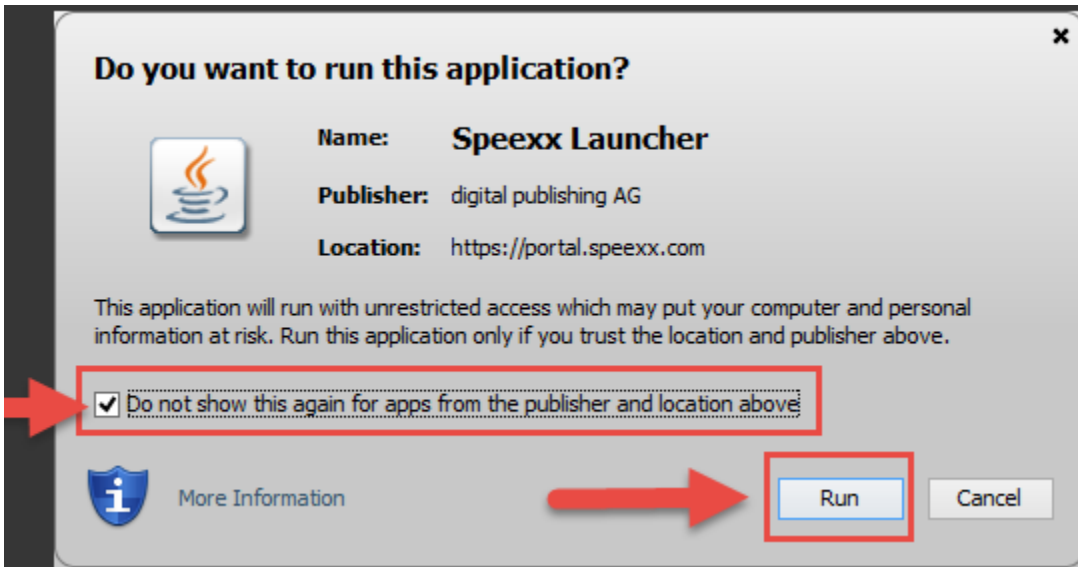 Do you want to run this application?
Name: Speexx Launcher
Publisher: digital publishing AG
Location: https://portal.speexx.com
This application will run with unrestricted access which may put your computer and personal
information at risk. Run this application only if you trust the location and publisher above.
Do not show this again for apps from the publisher and location above
More Information
Run
Cancel